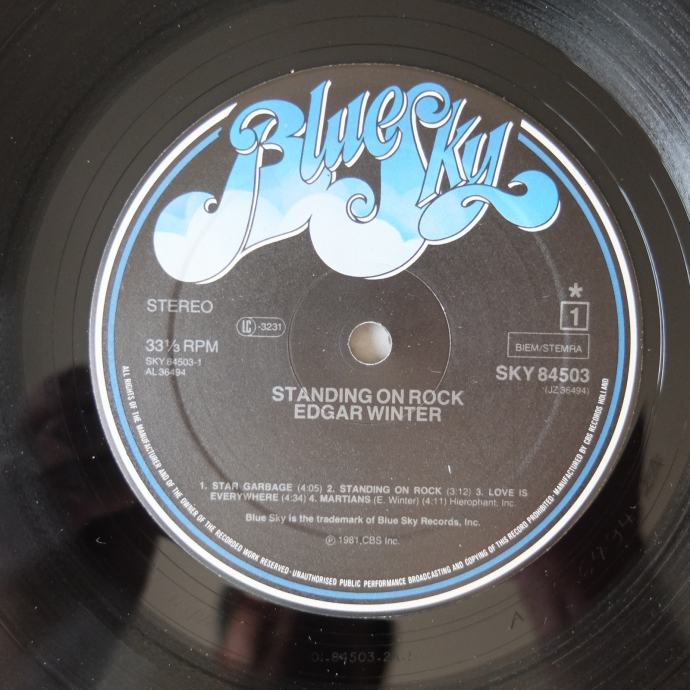 Blue Sky
STEREO
LC -3231
33⅓ RPM
SKY 84503-1
AL 36494
*
1
BIEM/STEMRA
SKY 84503
(JZ 36494)
STANDING ON ROCK
EDGAR WINTER
1. STAR GARBAGE (4:05) 2. STANDING ON ROCK (3:12) 3. LOVE IS
EVERYWHERE (4:34) 4. MARTIANS (E. Winter) (4:11) Hierophant, Inc.
Blue Sky is the trademark of Blue Sky Records, Inc.
℗ 1981, CBS Inc.
ALL RIGHTS OF THE MANUFACTURER AND OF THE OWNER OF THE RECORDED WORK RESERVED · UNAUTHORISED PUBLIC PERFORMANCE BROADCASTING AND COPYING OF THIS RECORD PROHIBITED · MANUFACTURED BY CBS RECORDS HOLLAND